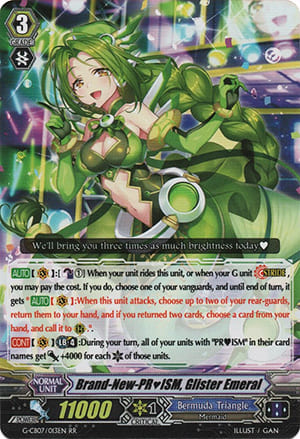 3
GRADE
We'll bring you three times as much brightness today♥
AUTO [ ]:[ ①] When your unit rides this unit, or when your G unit STRIDE
you may pay the cost. If you do, choose one of your vanguards, and until end of turn, it
gets "AUTO [ ]:When this unit attacks, choose up to two of your rear-guards,
return them to your hand, and if you returned two cards, choose a card from your
hand, and call it to .".
CONT [ ] LB 4 :During your turn, all of your units with "PR♥ISM" in their card
names get +4000 for each of those units.
NORMAL
UNIT
Brand-New-PR♥ISM, Glister Emeral
11000
1
CRITICAL
Bermuda Triangle
Mermaid
G-CB07/013EN RR
ILLUST / GAN